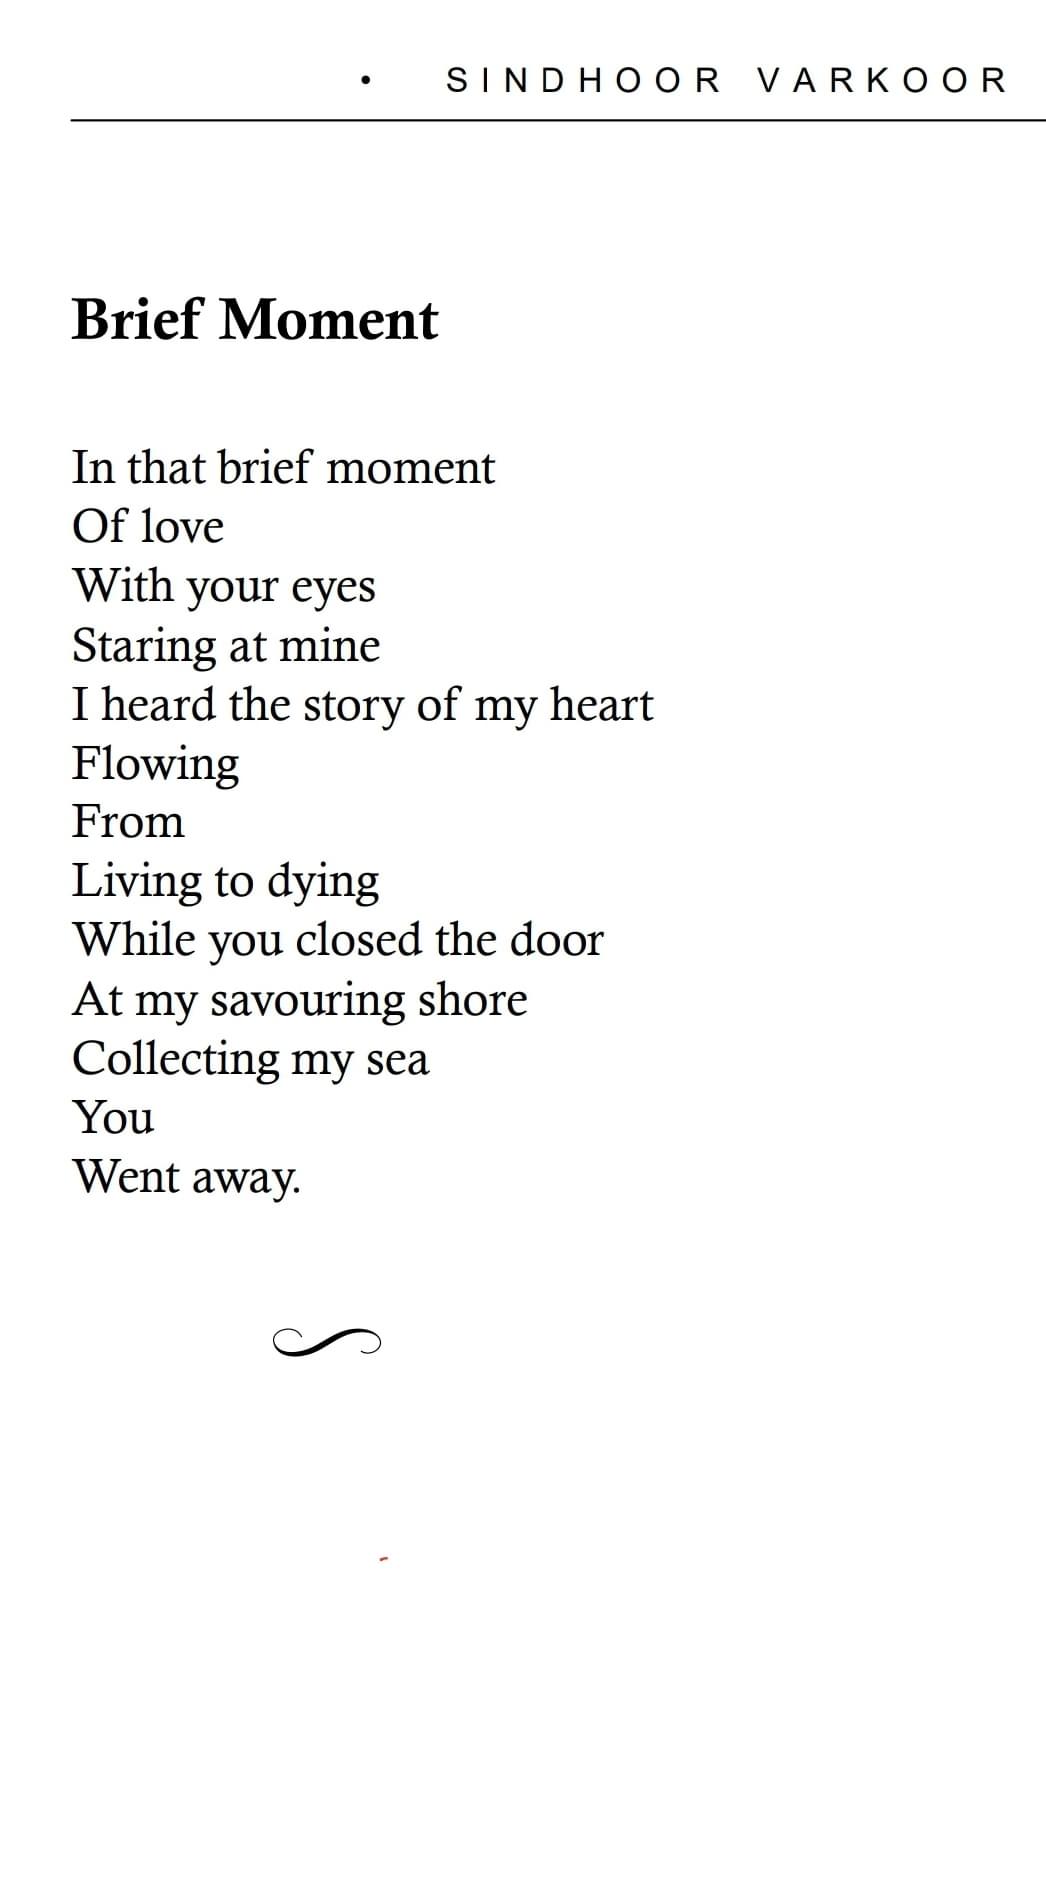 • SINDHOOR VARKOOR
Brief Moment
In that brief moment
Of love
With your eyes
Staring at mine
I heard the story of my heart
Flowing
From
Living to dying
While you closed the door
At my savouring shore
Collecting my sea
You
Went away.